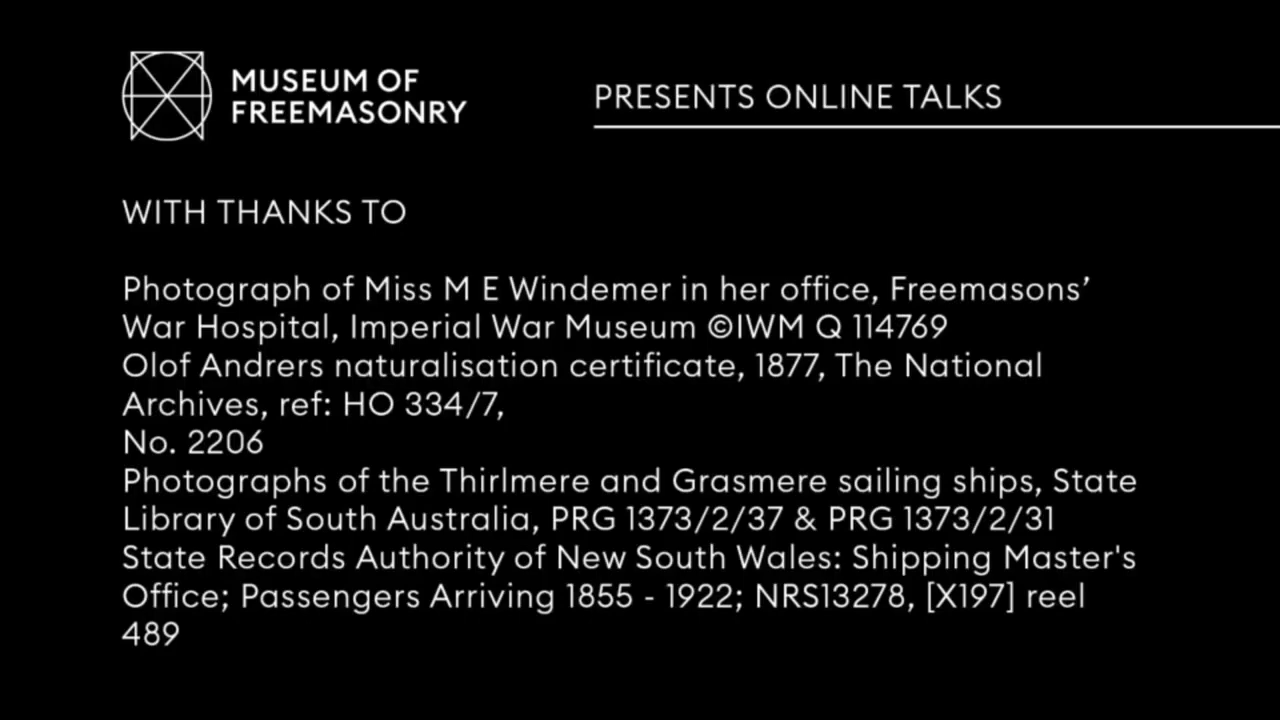 MUSEUM OF
FREEMASONRY
PRESENTS ONLINE TALKS
WITH THANKS TO
Photograph of Miss M E Windemer in her office, Freemasons’
War Hospital, Imperial War Museum ©IWM Q 114769
Olof Andrers naturalisation certificate, 1877, The National
Archives, ref: HO 334/7,
No. 2206
Photographs of the Thirlmere and Grasmere sailing ships, State
Library of South Australia, PRG 1373/2/37 & PRG 1373/2/31
State Records Authority of New South Wales: Shipping Master's
Office; Passengers Arriving 1855 - 1922; NRS13278, [X197] reel
489